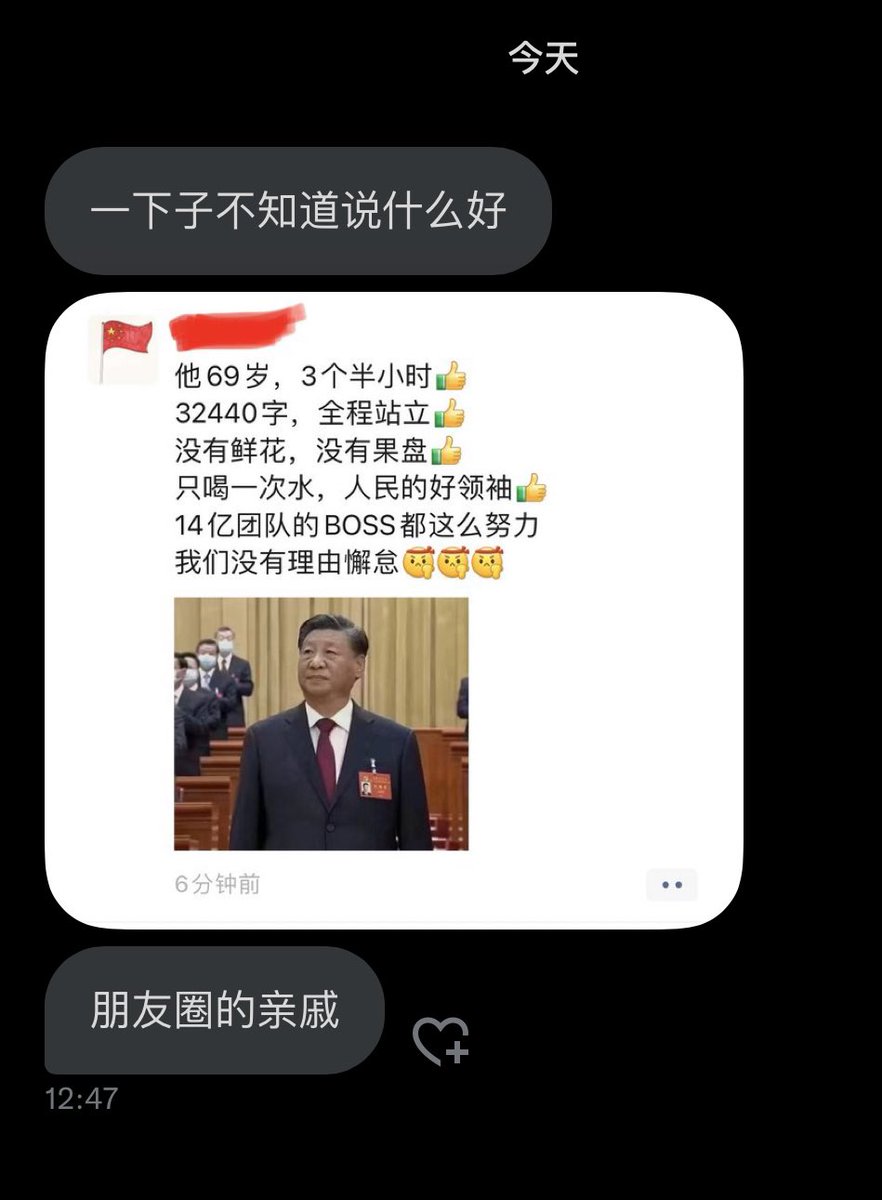 今天
一下子不知道说什么好
他69岁，3个半小时👍
32440字，全程站立👍
没有鲜花，没有果盘👍
只喝一次水，人民的好领袖👍
14亿团队的BOSS都这么努力
我们没有理由懈怠
6分钟前
朋友圈的亲戚
12:47